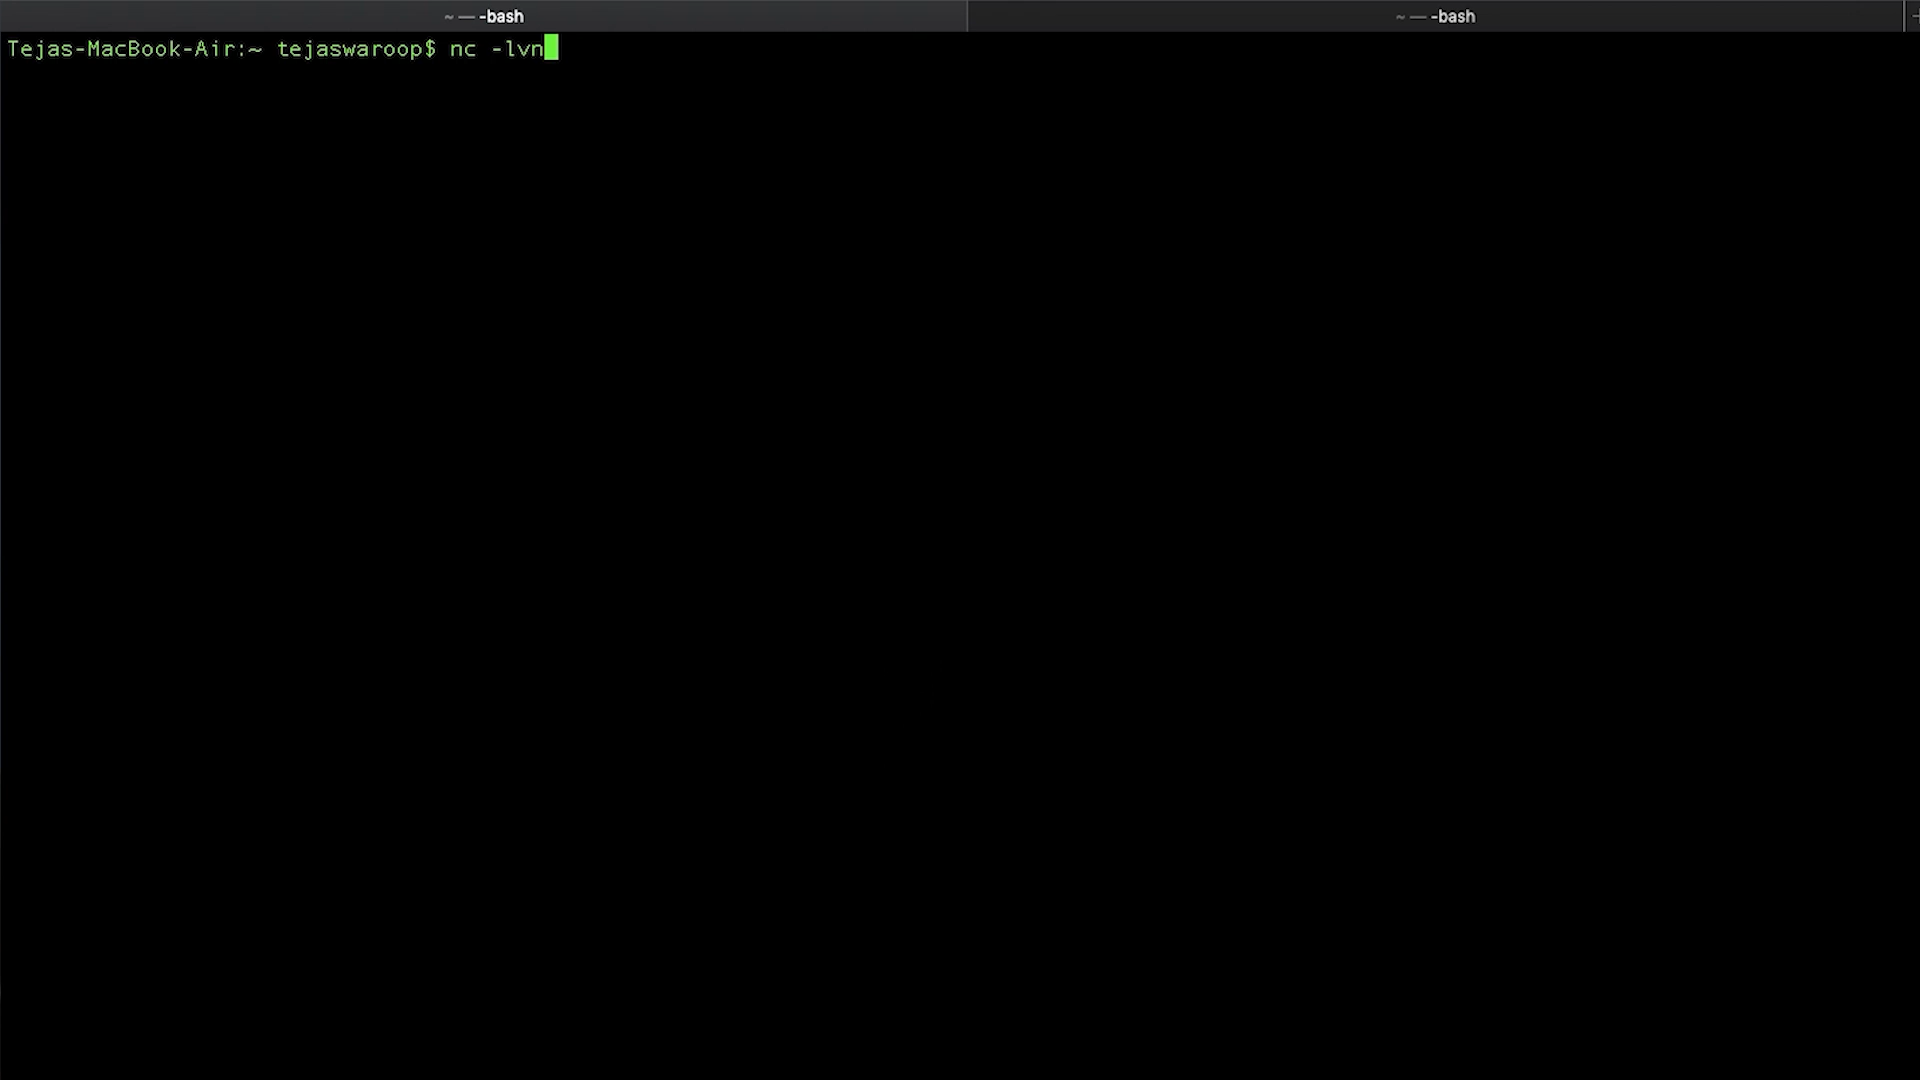 ~ — -bash
~ — -bash
Tejas-MacBook-Air:~ tejaswaroop$ nc -lvn